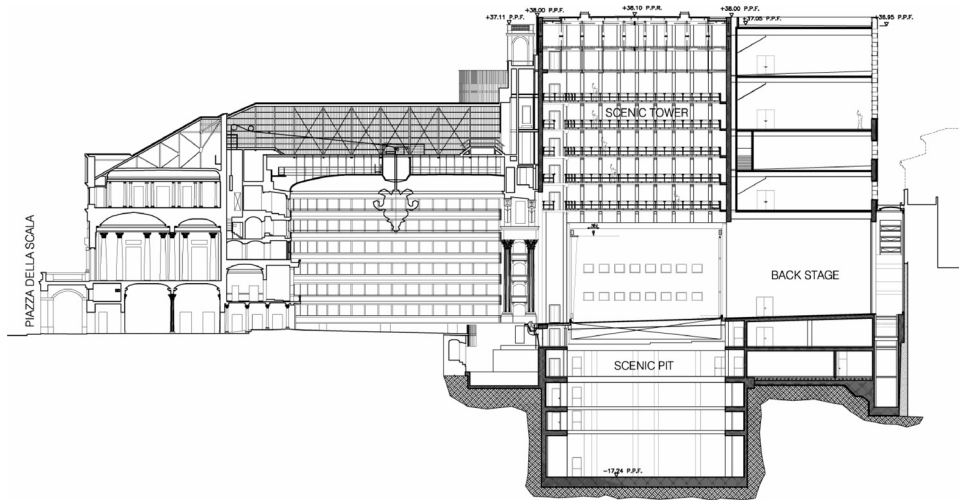 +37.11 P.P.F.
+38.00 P.P.F.
+38.10 P.P.R.
+38.00 P.P.F.
+37.05 P.P.F.
+36.95 P.P.F.
SCENIC TOWER
PIAZZA DELLA SCALA
BACK STAGE
SCENIC PIT
-17.24 P.P.F.